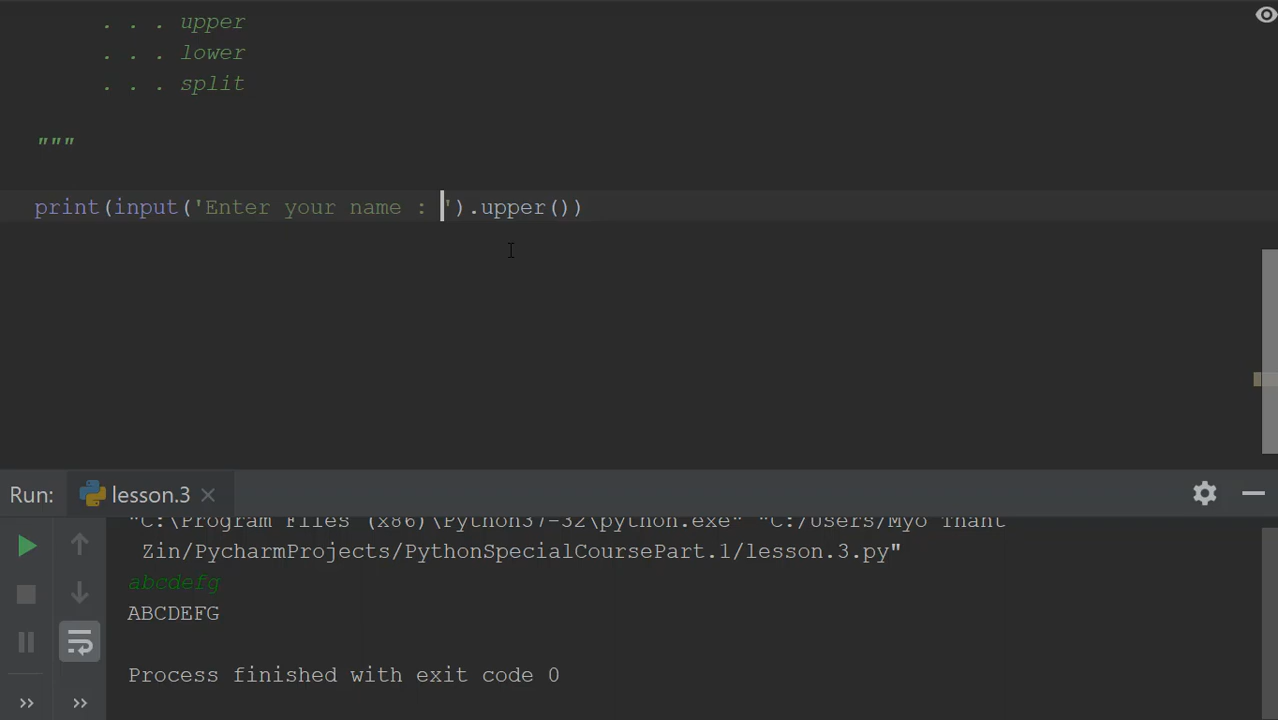 . . . upper
. . . lower
. . . split
"""
print(input('Enter your name : ').upper())
Run: lesson.3
"C:\Program Files (x86)\Python37-32\python.exe" "C:/Users/Myo Thant
Zin/PycharmProjects/PythonSpecialCoursePart.1/lesson.3.py"
abcdefg
ABCDEFG
Process finished with exit code 0